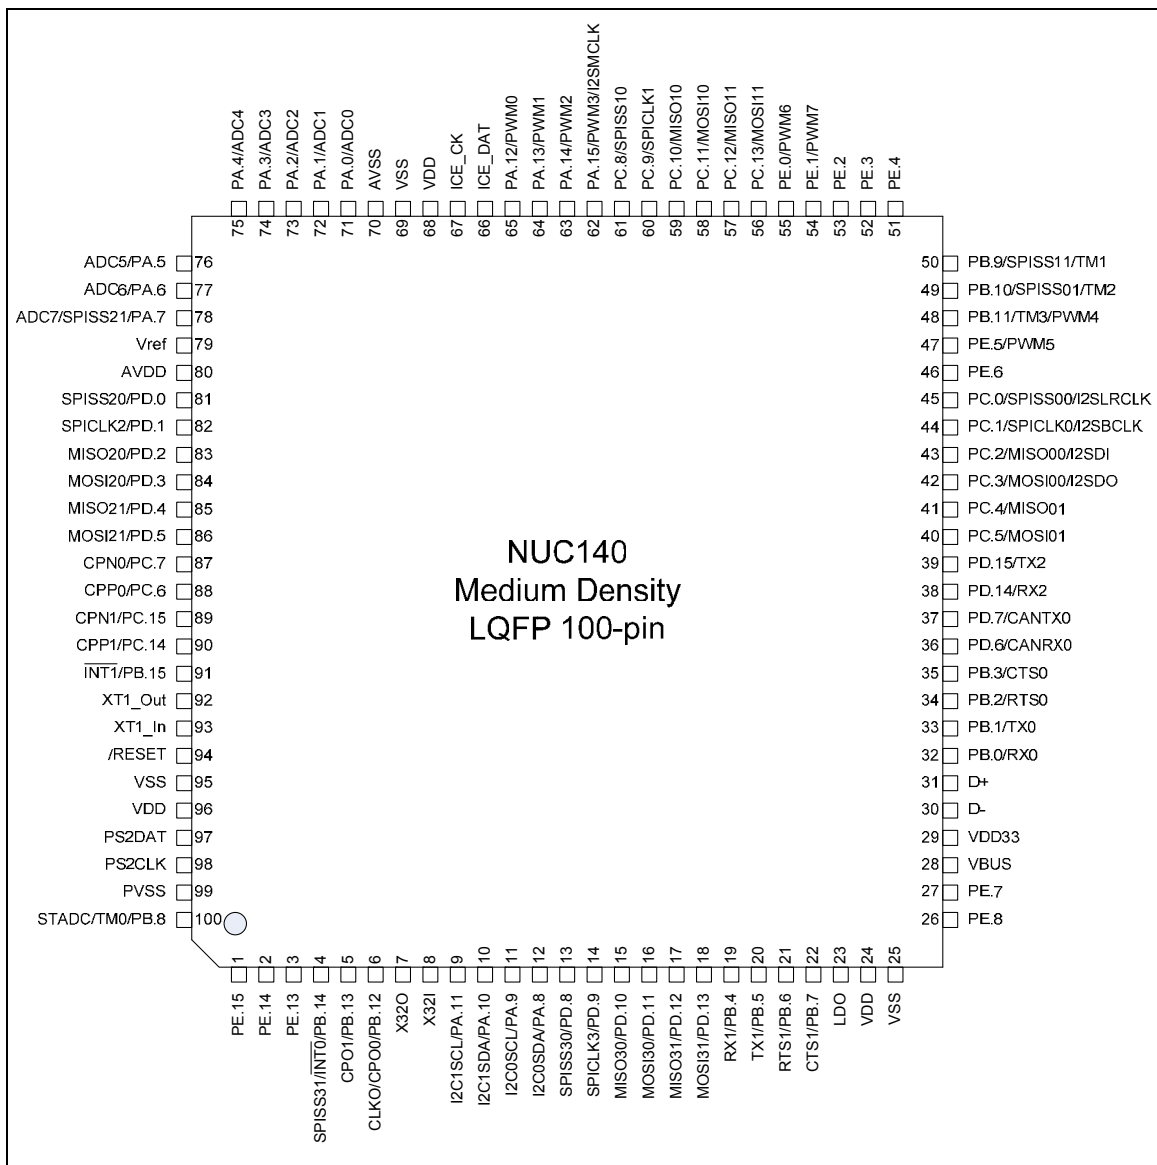 PA.4/ADC4
PA.3/ADC3
PA.2/ADC2
PA.1/ADC1
PA.0/ADC0
AVSS
VSS
VDD
ICE_CK
ICE_DAT
PA.12/PWM0
PA.13/PWM1
PA.14/PWM2
PA.15/PWM3/I2SMCLK
PC.8/SPISS10
PC.9/SPICLK1
PC.10/MISO10
PC.11/MOSI10
PC.12/MISO11
PC.13/MOSI11
PE.0/PWM6
PE.1/PWM7
PE.2
PE.3
PE.4
75
74
73
72
71
70
69
68
67
66
65
64
63
62
61
60
59
58
57
56
55
54
53
52
51
ADC5/PA.5 76
ADC6/PA.6 77
ADC7/SPISS21/PA.7 78
Vref 79
AVDD 80
SPISS20/PD.0 81
SPICLK2/PD.1 82
MISO20/PD.2 83
MOSI20/PD.3 84
MISO21/PD.4 85
MOSI21/PD.5 86
CPN0/PC.7 87
CPP0/PC.6 88
CPN1/PC.15 89
CPP1/PC.14 90
INT1/PB.15 91
XT1_Out 92
XT1_In 93
/RESET 94
VSS 95
VDD 96
PS2DAT 97
PS2CLK 98
PVSS 99
STADC/TM0/PB.8 100
NUC140
Medium Density
LQFP 100-pin
50 PB.9/SPISS11/TM1
49 PB.10/SPISS01/TM2
48 PB.11/TM3/PWM4
47 PE.5/PWM5
46 PE.6
45 PC.0/SPISS00/I2SLRCLK
44 PC.1/SPICLK0/I2SBCLK
43 PC.2/MISO00/I2SDI
42 PC.3/MOSI00/I2SDO
41 PC.4/MISO01
40 PC.5/MOSI01
39 PD.15/TX2
38 PD.14/RX2
37 PD.7/CANTX0
36 PD.6/CANRX0
35 PB.3/CTS0
34 PB.2/RTS0
33 PB.1/TX0
32 PB.0/RX0
31 D+
30 D-
29 VDD33
28 VBUS
27 PE.7
26 PE.8
1
2
3
4
5
6
7
8
9
10
11
12
13
14
15
16
17
18
19
20
21
22
23
24
25
PE.15
PE.14
PE.13
SPISS31/INT0/PB.14
CPO1/PB.13
CLKO/CPO0/PB.12
X32O
X32I
I2C1SCL/PA.11
I2C1SDA/PA.10
I2C0SCL/PA.9
I2C0SDA/PA.8
SPISS30/PD.8
SPICLK3/PD.9
MISO30/PD.10
MOSI30/PD.11
MISO31/PD.12
MOSI31/PD.13
RX1/PB.4
TX1/PB.5
RTS1/PB.6
CTS1/PB.7
LDO
VDD
VSS